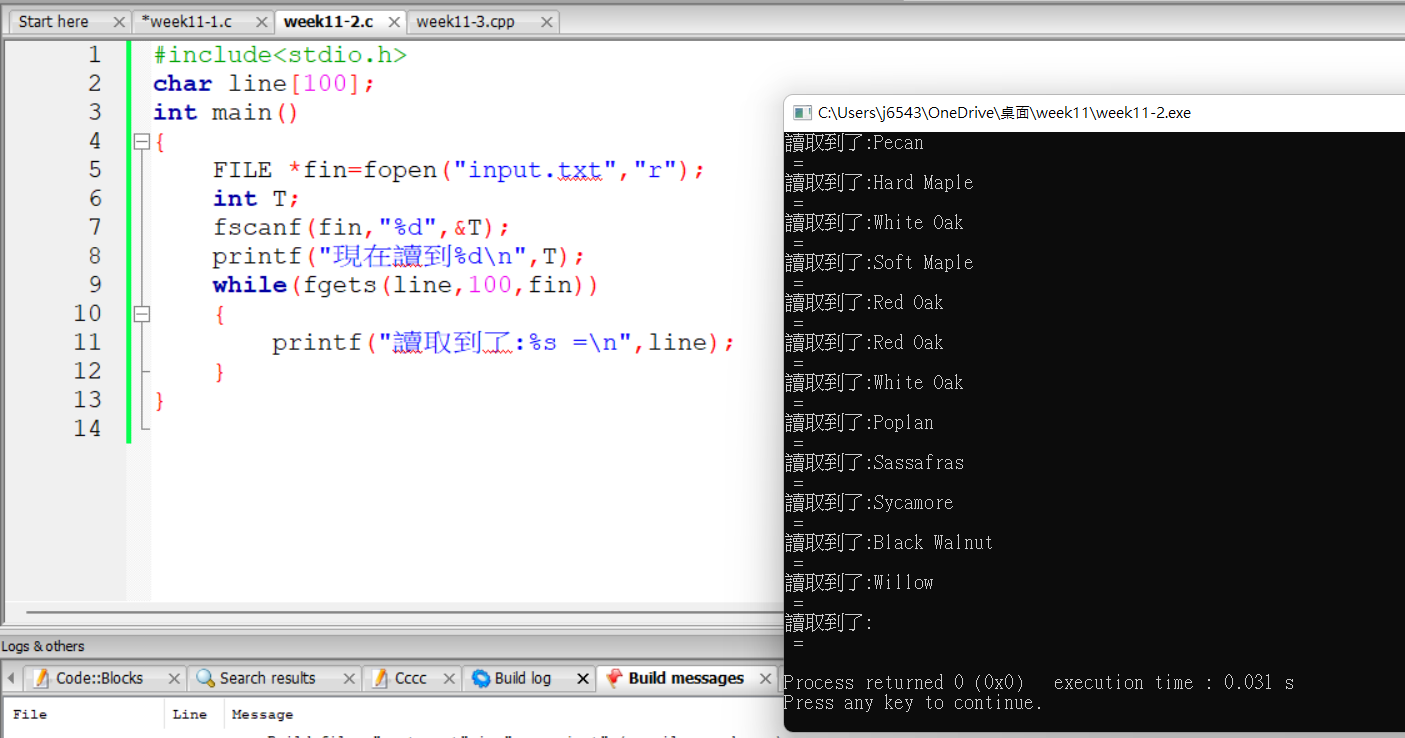 Start here × *week11-1.c × week11-2.c × week11-3.cpp ×
1 #include<stdio.h>
2 char line[100];
3 int main()
4 {
5 FILE *fin=fopen("input.txt","r");
6 int T;
7 fscanf(fin,"%d",&T);
8 printf("現在讀到%d\n",T);
9 while(fgets(line,100,fin))
10 {
11 printf("讀取到了:%s =\n",line);
12 }
13 }
14
C:\Users\j6543\OneDrive\桌面\week11\week11-2.exe
讀取到了:Pecan
=
讀取到了:Hard Maple
=
讀取到了:White Oak
=
讀取到了:Soft Maple
=
讀取到了:Red Oak
=
讀取到了:Red Oak
=
讀取到了:White Oak
=
讀取到了:Poplan
=
讀取到了:Sassafras
=
讀取到了:Sycamore
=
讀取到了:Black Walnut
=
讀取到了:Willow
=
讀取到了:
=
Process returned 0 (0x0) execution time : 0.031 s
Press any key to continue.
Logs & others
Code::Blocks × Search results × Cccc × Build log × Build messages ×
File Line Message